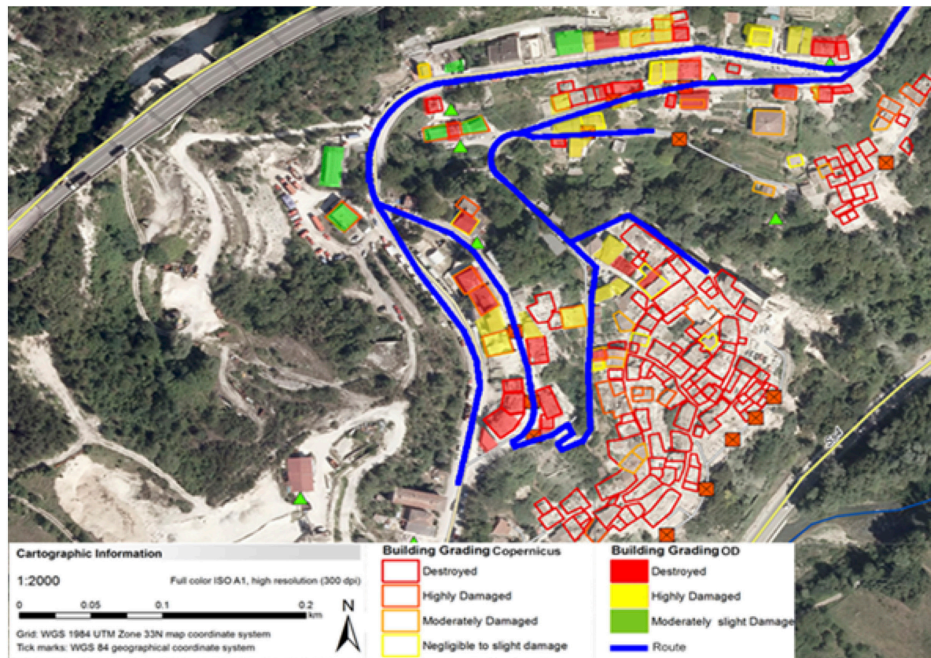 Cartographic Information
1:2000
Full color ISO A1, high resolution (300 dpi)
0 0.05 0.1 0.2
km
N
Grid: WGS 1984 UTM Zone 33N map coordinate system
Tick marks: WGS 84 geographical coordinate system
Building Grading Copernicus
Destroyed
Highly Damaged
Moderately Damaged
Negligible to slight damage
Building Grading OD
Destroyed
Highly Damaged
Moderately slight Damage
Route